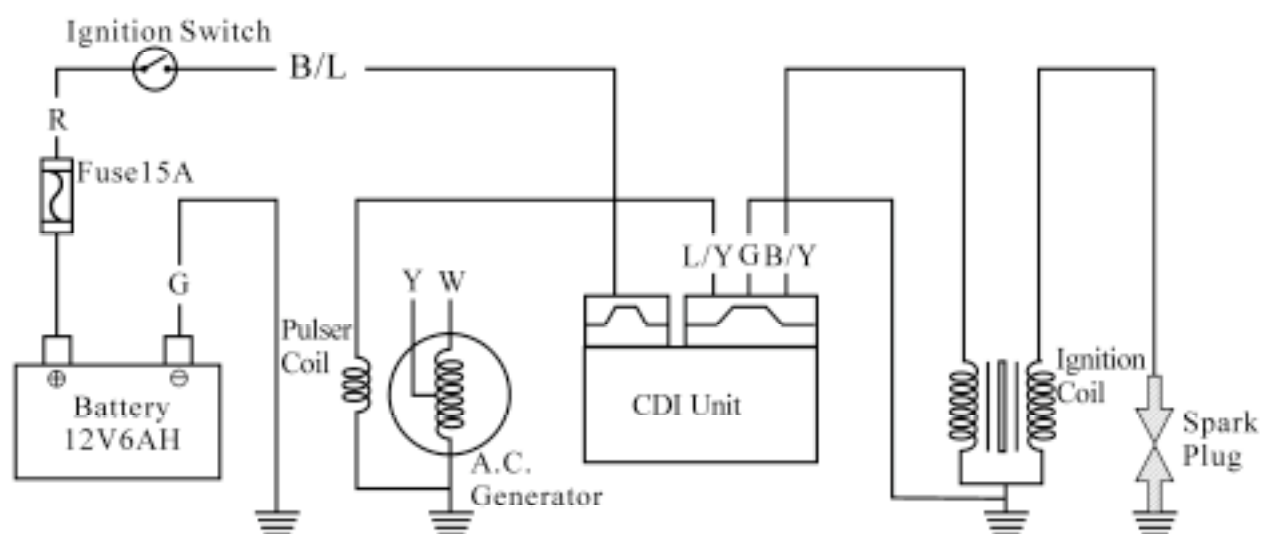 Ignition Switch
B/L
R
Fuse15A
G
L/Y G B/Y
Y W
Pulser
Coil
Ignition
Coil
CDI Unit
Battery
12V6AH
⊕ ⊖
Spark
Plug
A.C.
Generator